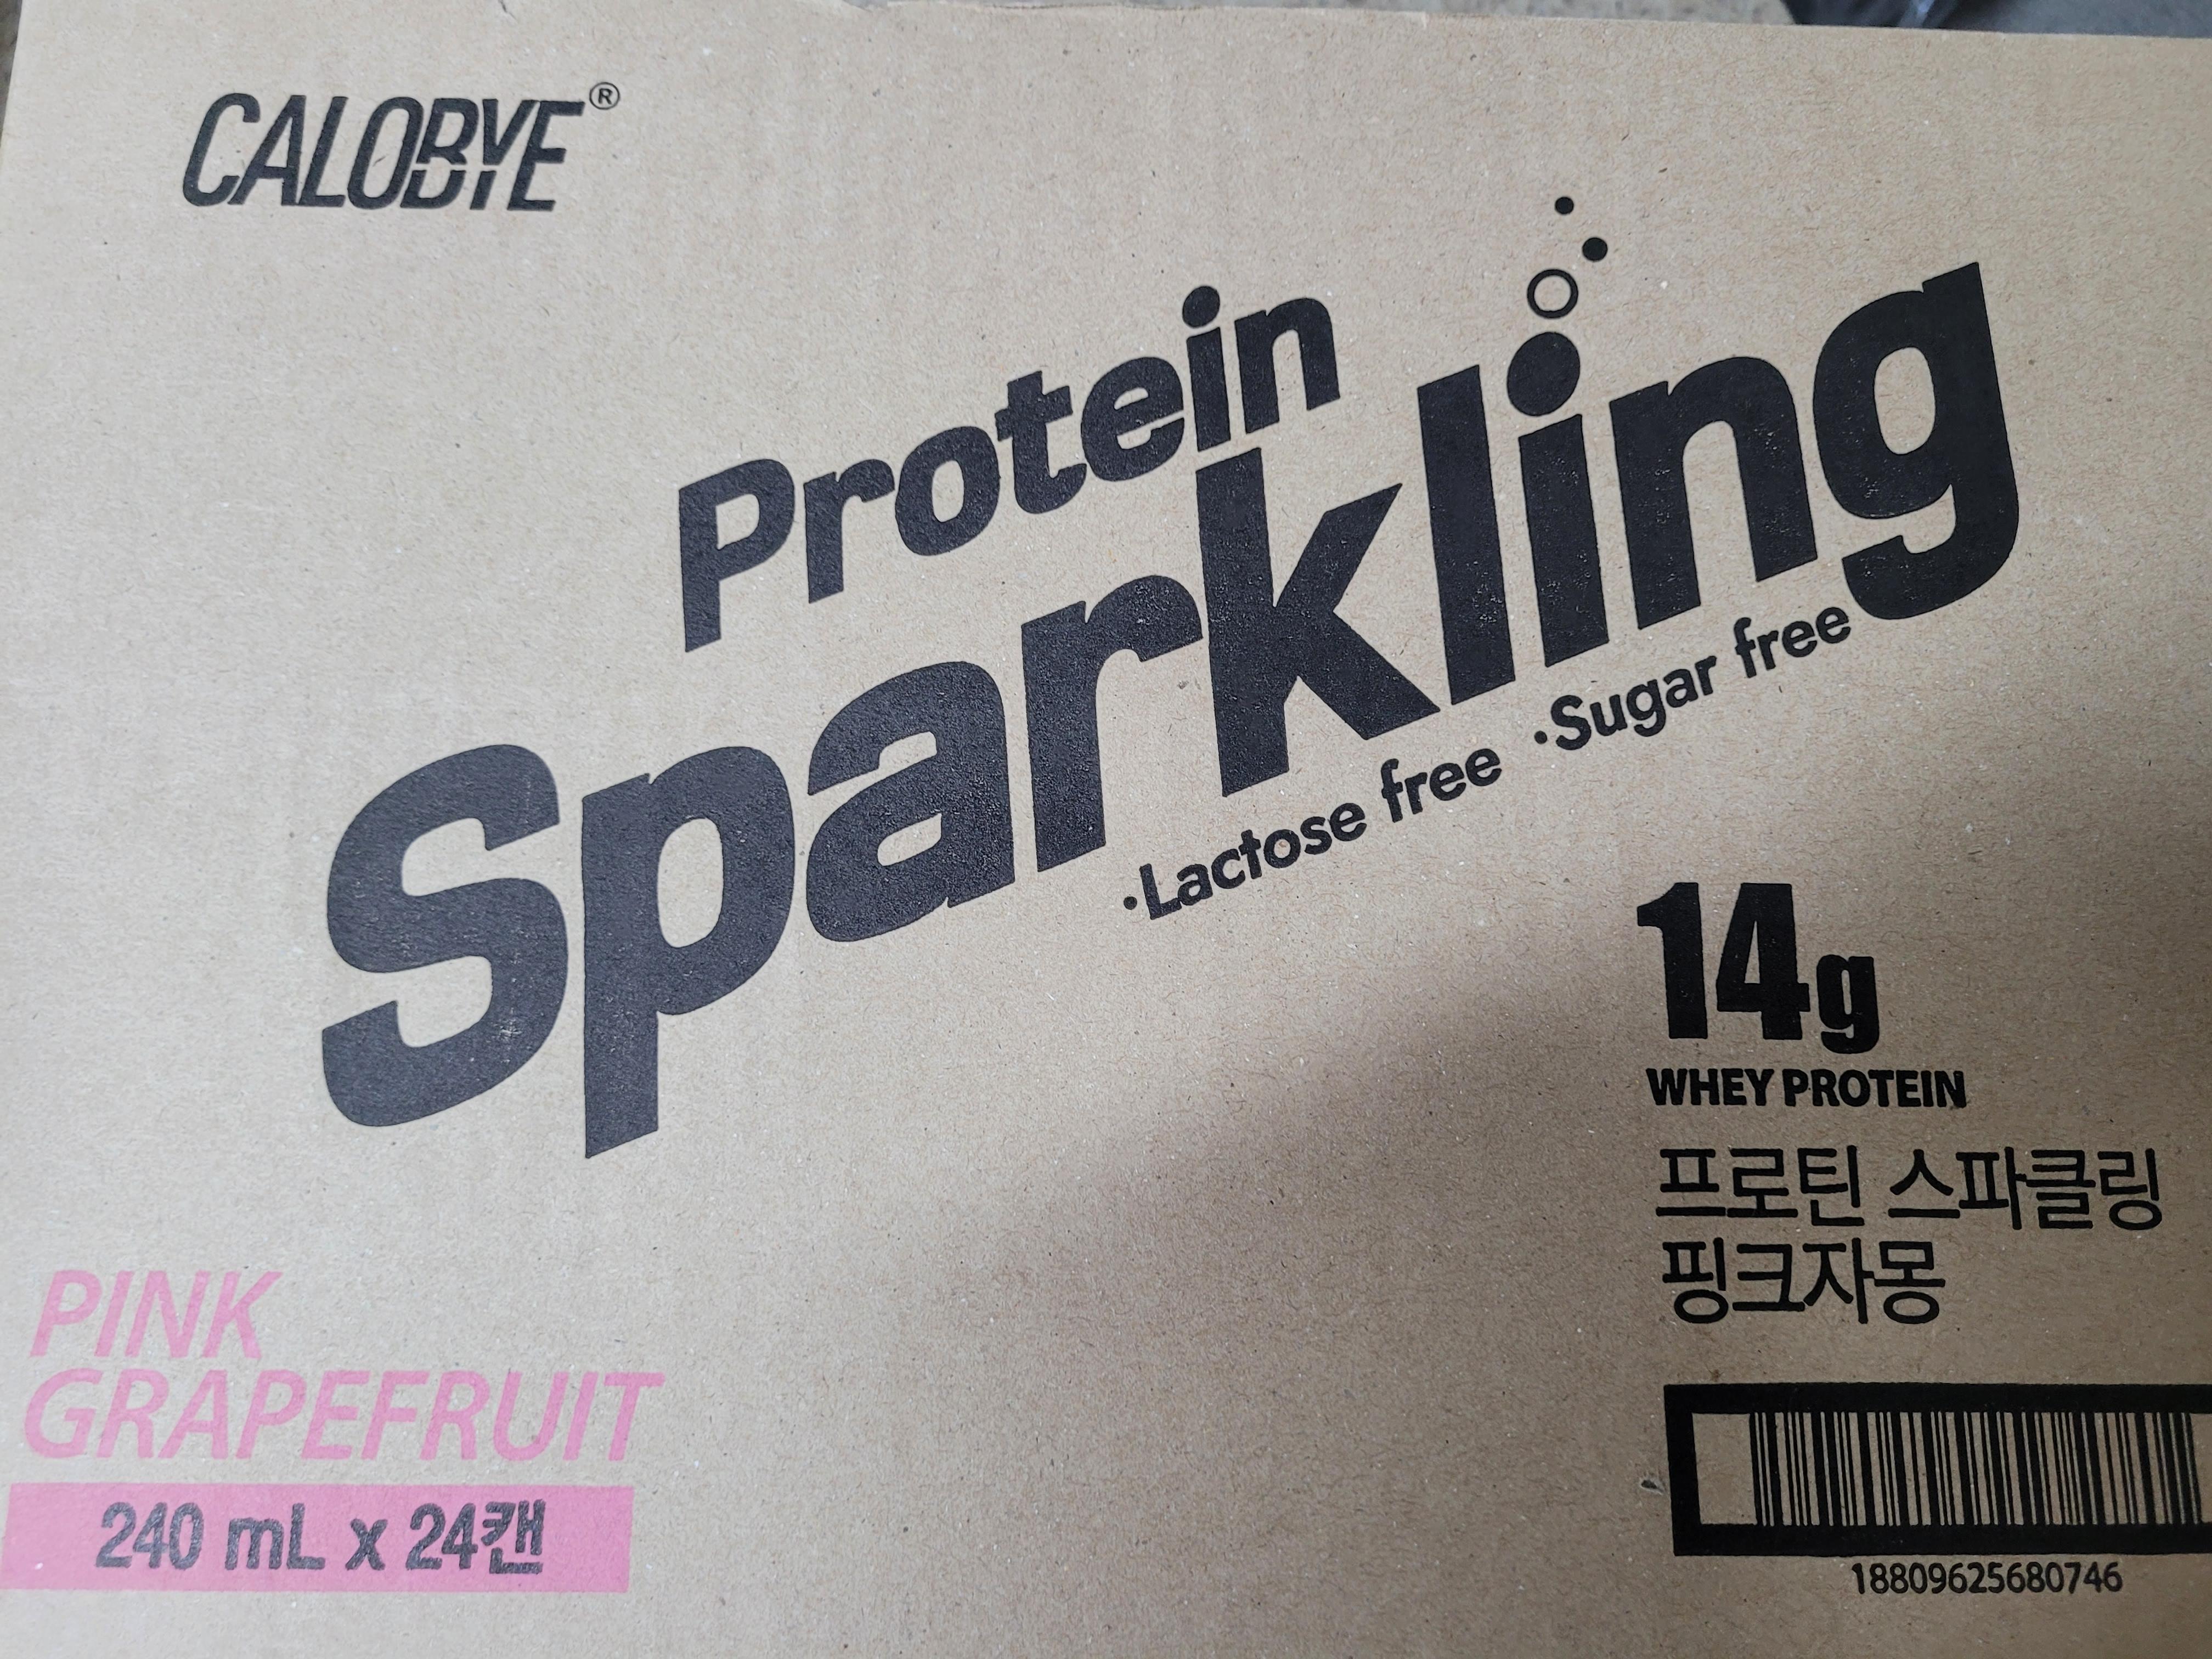 CALOBYE®
Protein
Sparkling
·Lactose free ·Sugar free
14g
WHEY PROTEIN
프로틴 스파클링
핑크자몽
PINK
GRAPEFRUIT
240 mL x 24캔
18809625680746